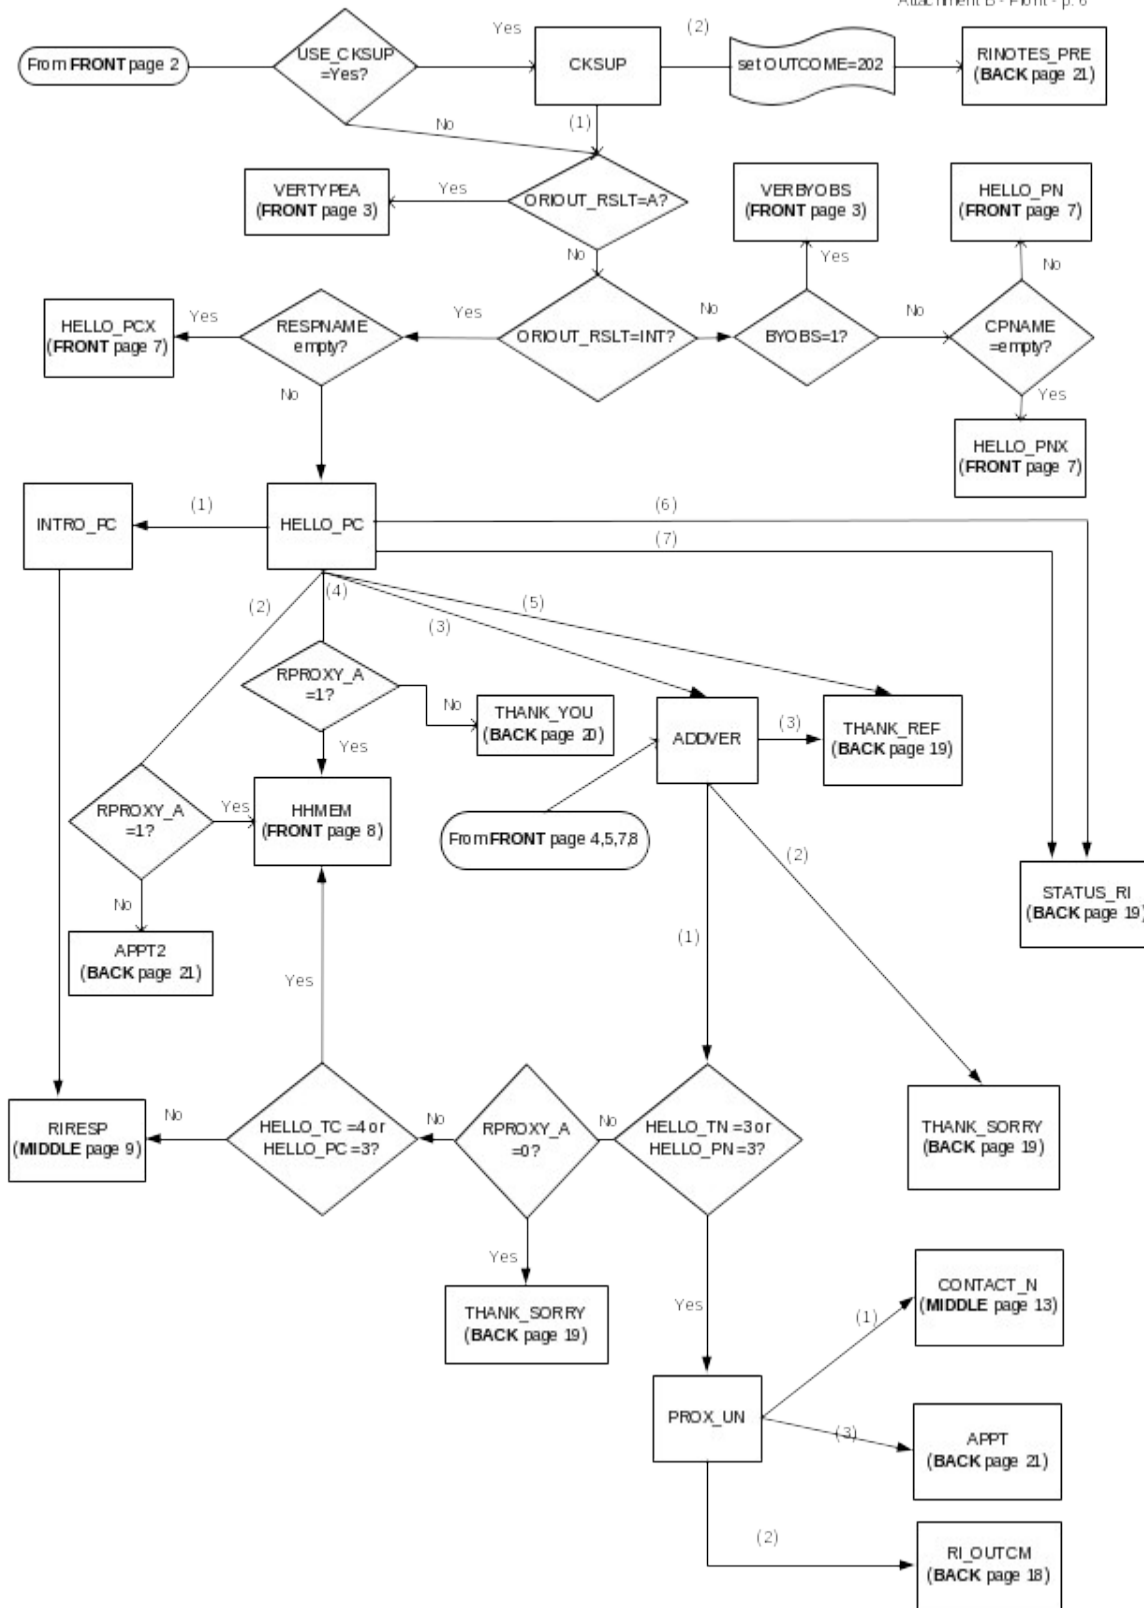 Attachment B - Front - p. 6
From FRONT page 2
USE_CKSUP
=Yes?
Yes
CKSUP
(2)
set OUTCOME=202
RINOTES_PRE
(BACK page 21)
No
(1)
VERTYPEA
(FRONT page 3)
Yes
ORIOUT_RSLT=A?
VERBYOBS
(FRONT page 3)
HELLO_PN
(FRONT page 7)
No
Yes
No
HELLO_PCX
(FRONT page 7)
Yes
RESPNAME
empty?
Yes
ORIOUT_RSLT=INT?
No
BYOBS=1?
No
CPNAME
=empty?
No
Yes
HELLO_PNX
(FRONT page 7)
INTRO_PC
(1)
HELLO_PC
(6)
(7)
(2)
(4)
(3)
(5)
RPROXY_A
=1?
No
THANK_YOU
(BACK page 20)
ADDVER
(3)
THANK_REF
(BACK page 19)
Yes
RPROXY_A
=1?
Yes
HHMEM
(FRONT page 8)
From FRONT page 4,5,7,8
(2)
STATUS_RI
(BACK page 19)
No
APPT2
(BACK page 21)
(1)
Yes
RIRESP
(MIDDLE page 9)
No
HELLO_TC =4 or
HELLO_PC =3?
No
RPROXY_A
=0?
No
HELLO_TN =3 or
HELLO_PN =3?
THANK_SORRY
(BACK page 19)
Yes
THANK_SORRY
(BACK page 19)
Yes
CONTACT_N
(MIDDLE page 13)
(1)
PROX_UN
(3)
APPT
(BACK page 21)
(2)
RI_OUTCM
(BACK page 18)